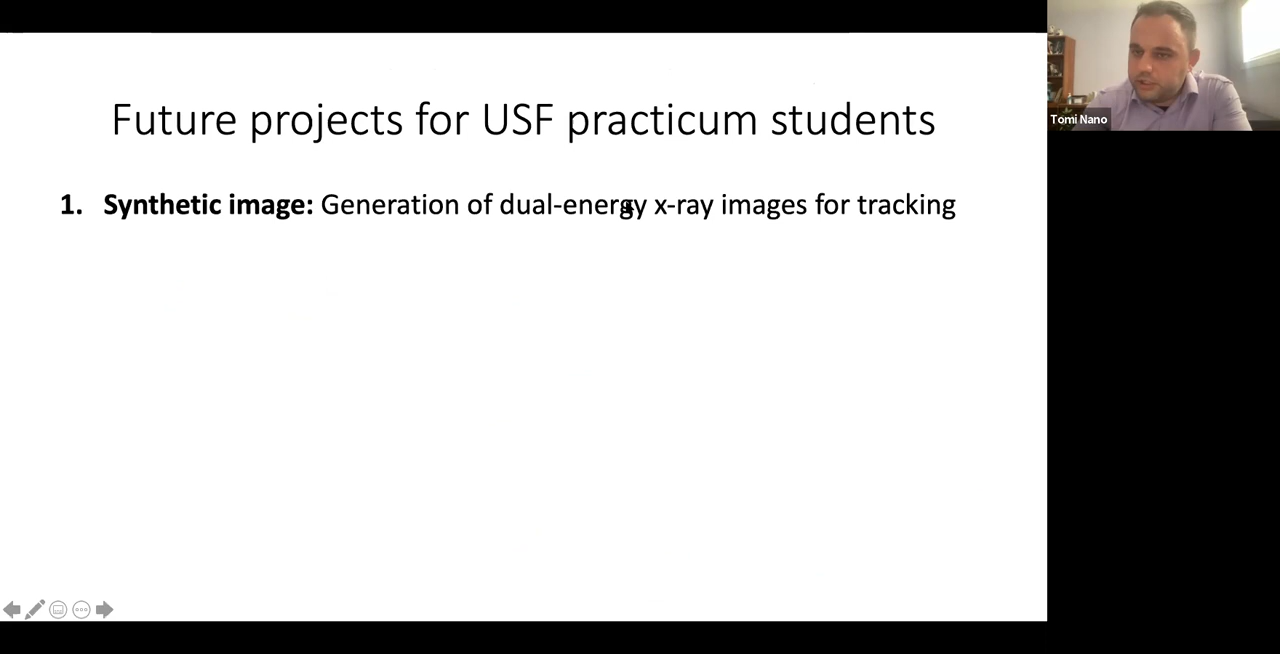 Future projects for USF practicum students
1. Synthetic image: Generation of dual-energy x-ray images for tracking
Tomi Nano